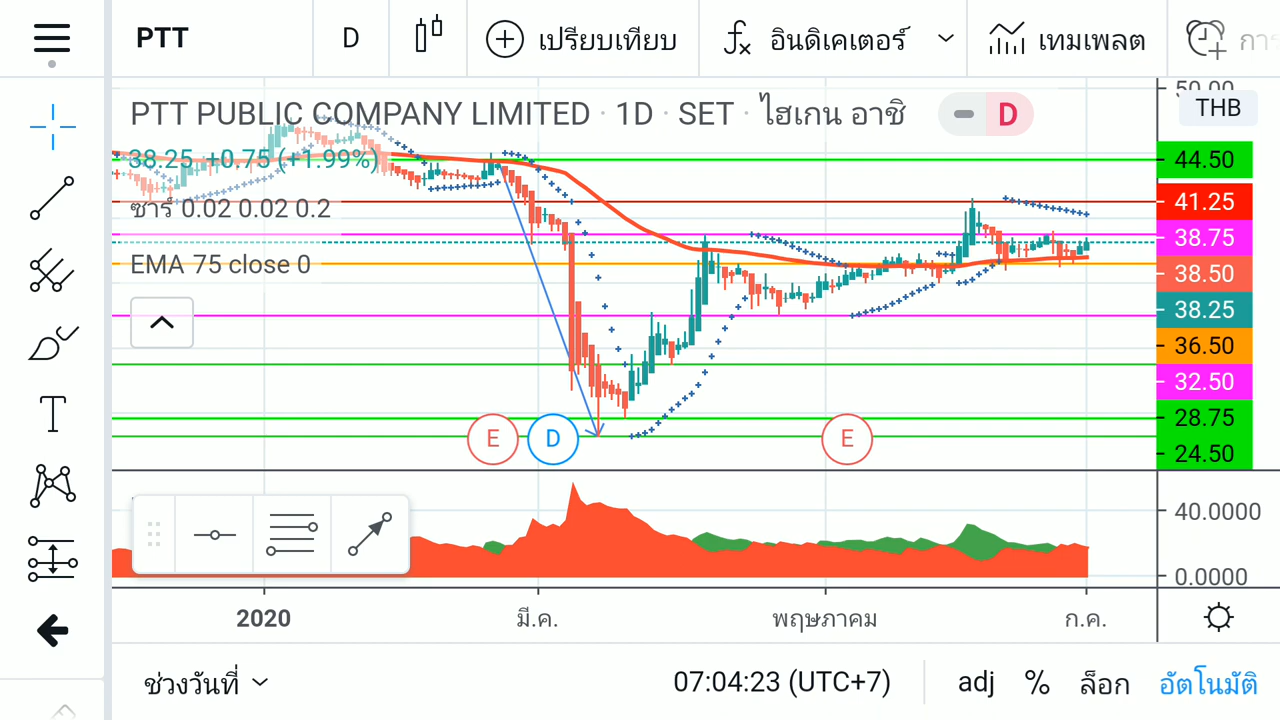 PTT D เปรียบเทียบ อินดิเคเตอร์ เทมเพลต
PTT PUBLIC COMPANY LIMITED · 1D · SET · ไฮเกน อาชิ D
38.25 +0.75 (+1.99%)
ซาร์ 0.02 0.02 0.2
EMA 75 close 0
50.00
THB
44.50
41.25
38.75
38.50
38.25
36.50
32.50
28.75
24.50
E D E
40.0000
0.0000
2020 มี.ค. พฤษภาคม ก.ค.
ช่วงวันที่ 07:04:23 (UTC+7) adj % ล็อก อัตโนมัติ